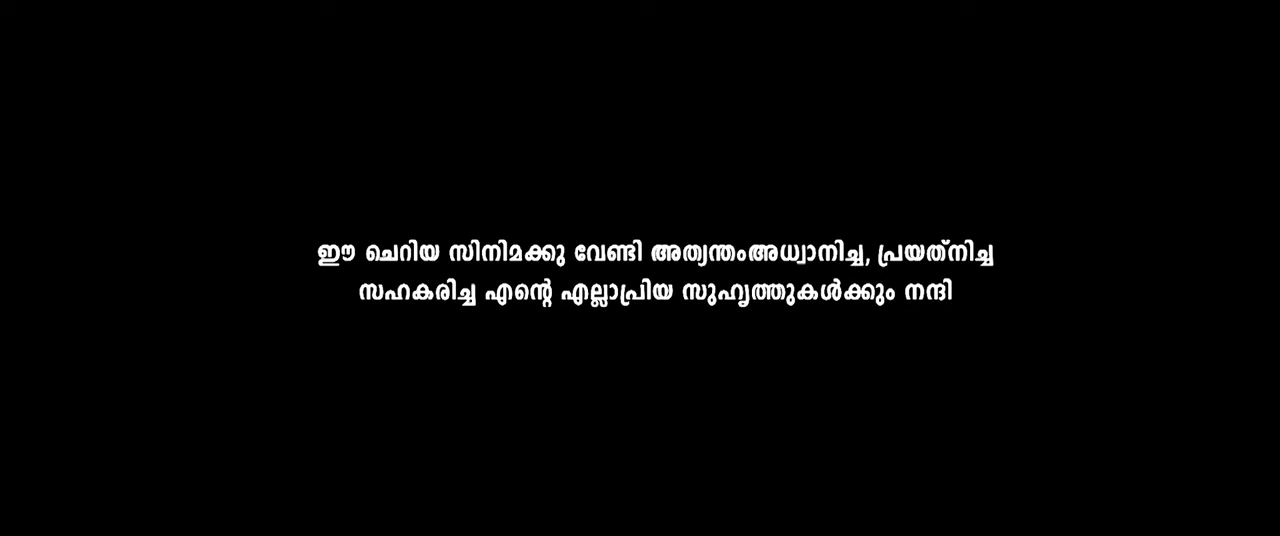 ഈ ചെറിയ സിനിമക്കു വേണ്ടി അത്യന്തംഅധ്വാനിച്ച, പ്രയത്നിച്ച
സഹകരിച്ച എന്റെ എല്ലാപ്രിയ സുഹൃത്തുകൾക്കും നന്ദി